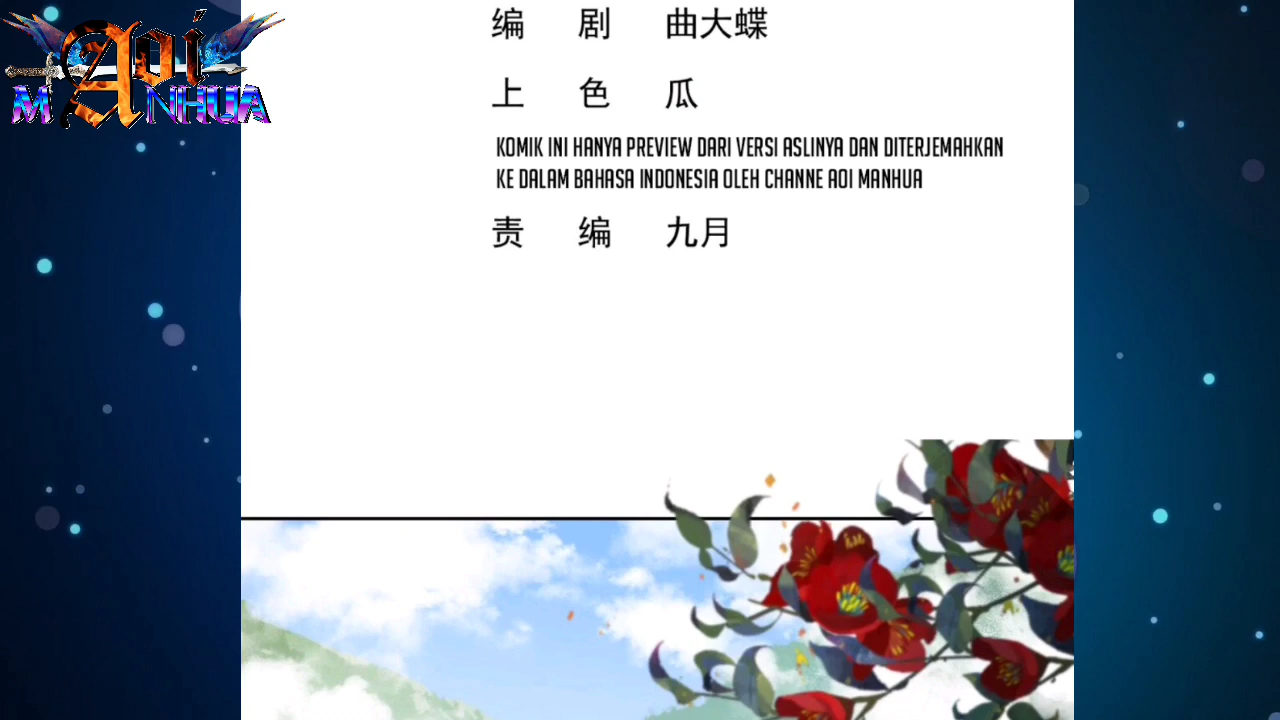 Aoi
MANHUA
编 剧 曲大蝶
上 色 瓜
KOMIK INI HANYA PREVIEW DARI VERSI ASLINYA DAN DITERJEMAHKAN
KE DALAM BAHASA INDONESIA OLEH CHANNE AOI MANHUA
责 编 九月